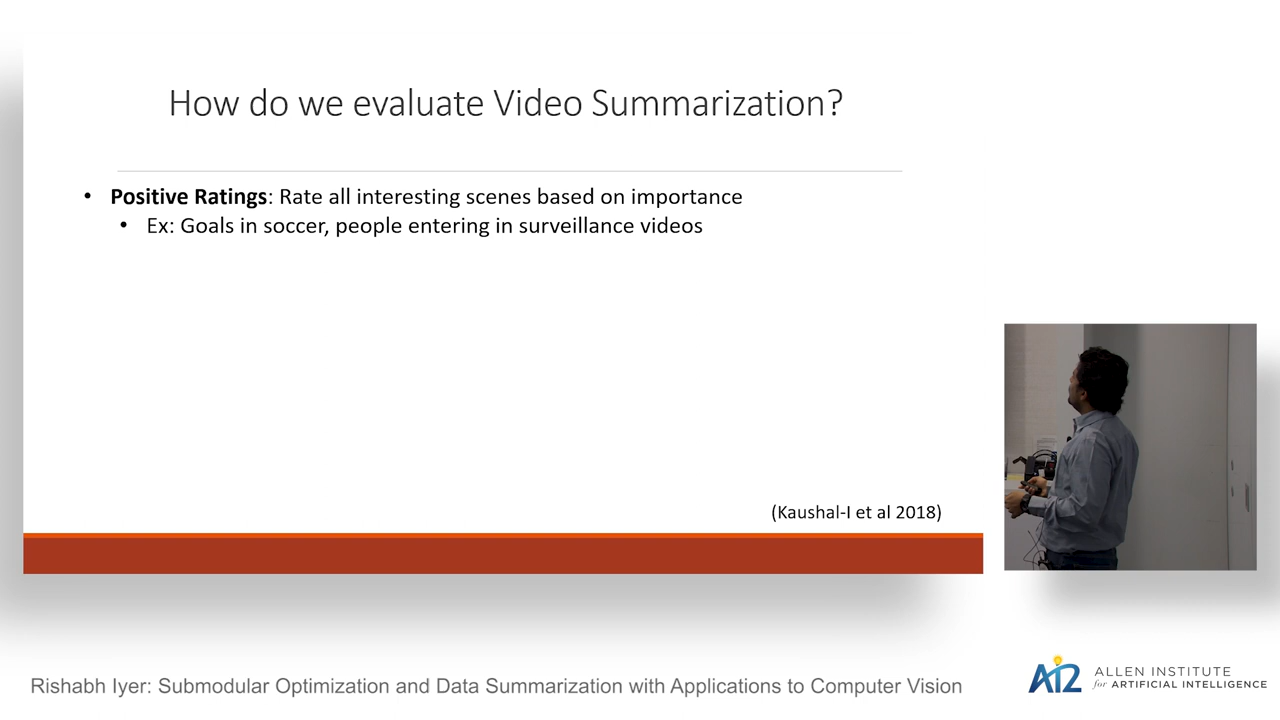 How do we evaluate Video Summarization?
• Positive Ratings: Rate all interesting scenes based on importance
• Ex: Goals in soccer, people entering in surveillance videos
(Kaushal-I et al 2018)
Rishabh Iyer: Submodular Optimization and Data Summarization with Applications to Computer Vision
AI2
ALLEN INSTITUTE
for ARTIFICIAL INTELLIGENCE